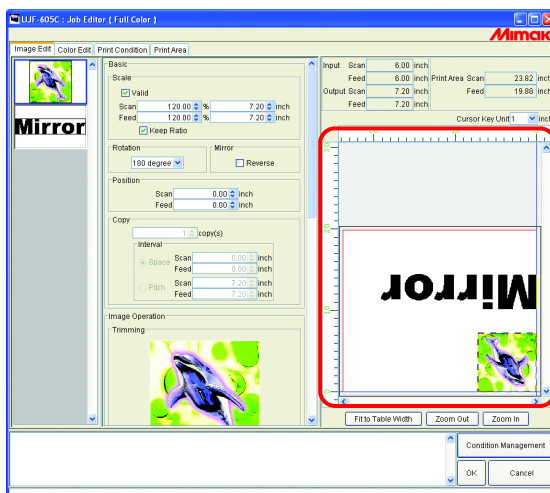 UJF-605C : Job Editor ( Full Color )
Mimaki
Image Edit Color Edit Print Condition Print Area
Mirror
Basic
Scale
Valid
Scan 120.00 % 7.20 inch
Feed 120.00 % 7.20 inch
Keep Ratio
Rotation
180 degree
Mirror
Reverse
Position
Scan 0.00 inch
Feed 0.00 inch
Copy
1 copy(s)
Interval
Space Scan 0.00 inch
Feed 0.00 inch
Pitch Scan 7.20 inch
Feed 7.20 inch
Image Operation
Trimming
Input Scan 6.00 inch
Feed 6.00 inch Print Area Scan 23.82 inch
Output Scan 7.20 inch Feed 19.88 inch
Feed 7.20 inch
Cursor Key Unit 1 inch
30
20
10
0
Mirror
Fit to Table Width Zoom Out Zoom In
Condition Management
OK Cancel